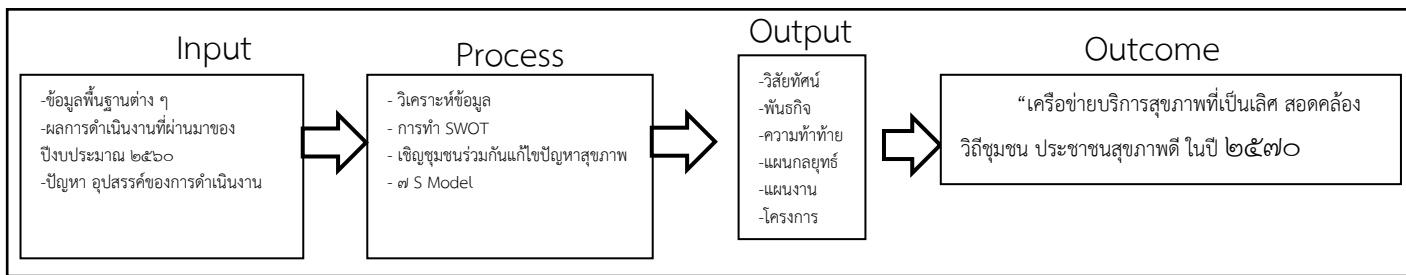 Input
-ข้อมูลพื้นฐานต่าง ๆ
-ผลการดำเนินงานที่ผ่านมาของ
ปีงบประมาณ ๒๕๖๐
-ปัญหา อุปสรรค์ของการดำเนินงาน
Process
- วิเคราะห์ข้อมูล
- การทำ SWOT
- เชิญชุมชนร่วมกันแก้ไขปัญหาสุขภาพ
- ๗ S Model
Output
-วิสัยทัศน์
-พันธกิจ
-ความท้าท้าย
-แผนกลยุทธ์
-แผนงาน
-โครงการ
Outcome
“เครือข่ายบริการสุขภาพที่เป็นเลิศ สอดคล้อง
วิถีชุมชน ประชาชนสุขภาพดี ในปี ๒๕๗๐